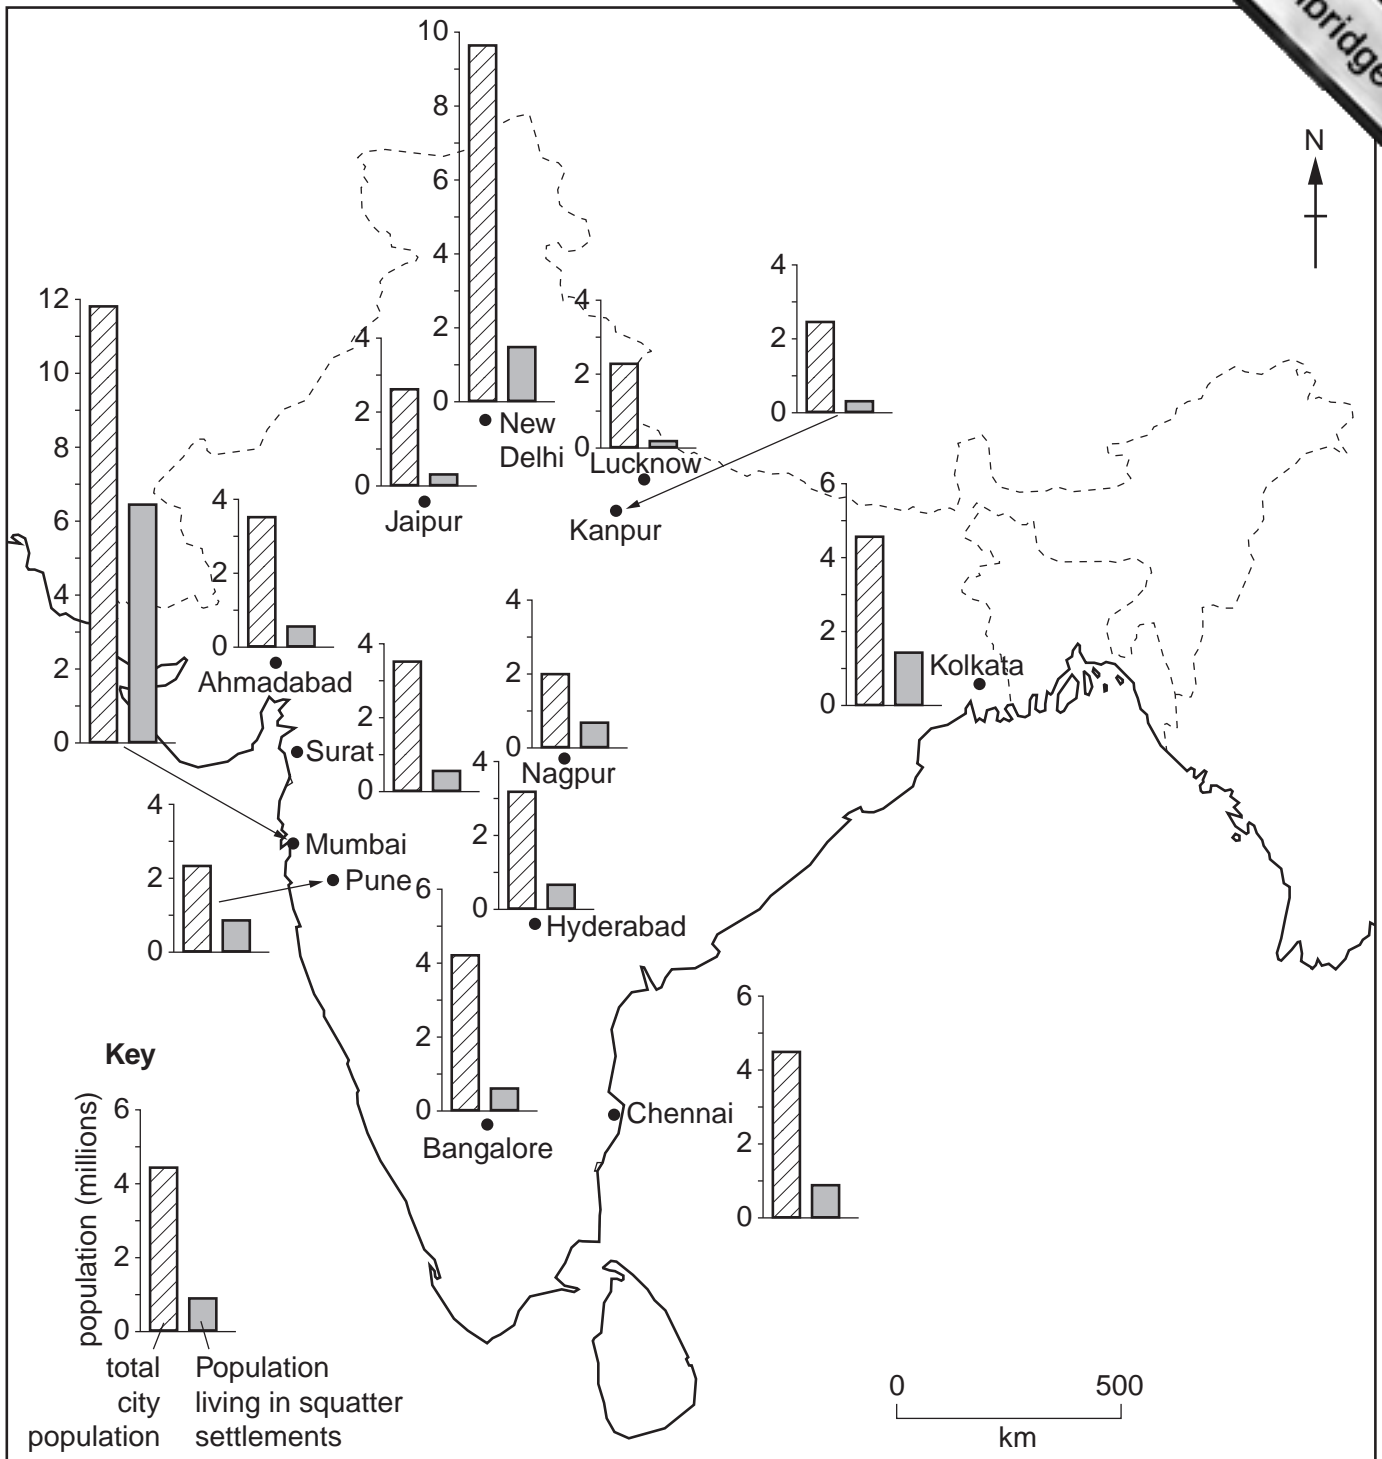 bridge
N
10
8
6
4
2
0
New
Delhi
4
2
0
Jaipur
4
2
0
Lucknow
4
2
0
Kanpur
12
10
8
6
4
2
0
Mumbai
4
2
0
Ahmadabad
4
2
0
Surat
4
2
0
Nagpur
6
4
2
0
Kolkata
4
2
0
Pune
4
2
0
Hyderabad
6
4
2
0
Bangalore
6
4
2
0
Chennai
Key
population (millions)
6
4
2
0
total
city
population
Population
living in squatter
settlements
0 500
km